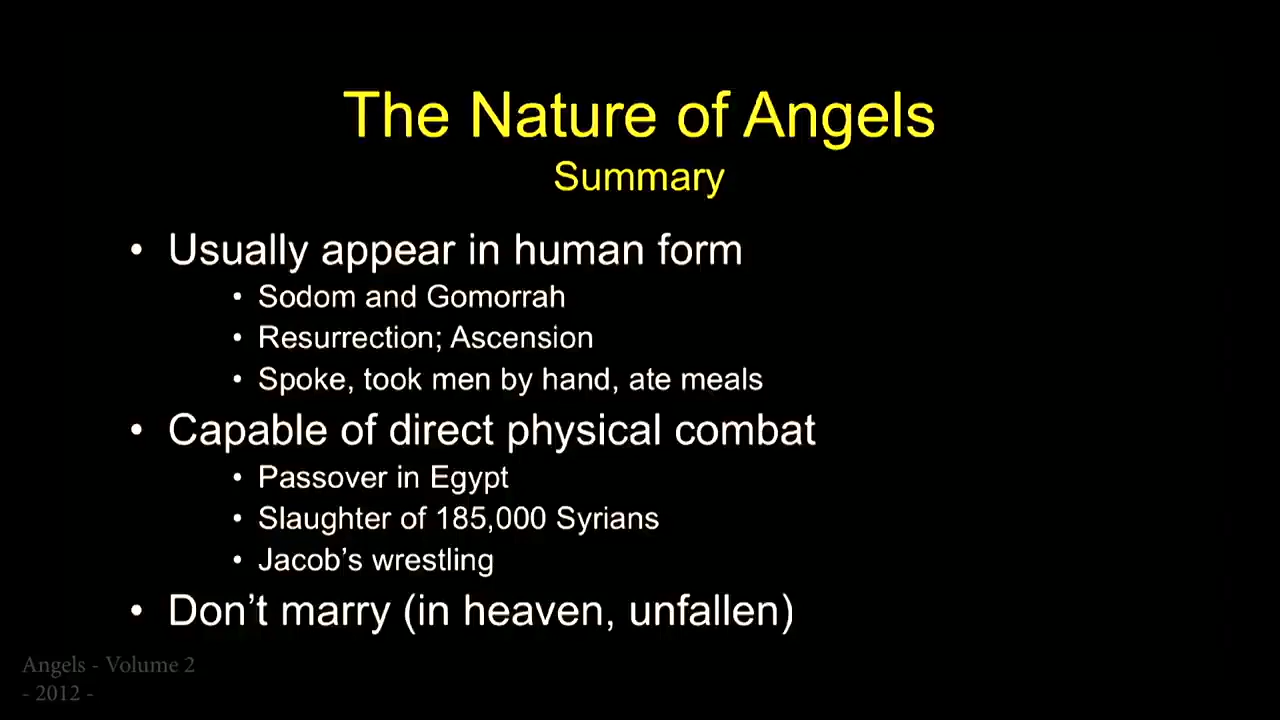 The Nature of Angels
Summary
• Usually appear in human form
• Sodom and Gomorrah
• Resurrection; Ascension
• Spoke, took men by hand, ate meals
• Capable of direct physical combat
• Passover in Egypt
• Slaughter of 185,000 Syrians
• Jacob’s wrestling
• Don’t marry (in heaven, unfallen)
Angels - Volume 2
- 2012 -